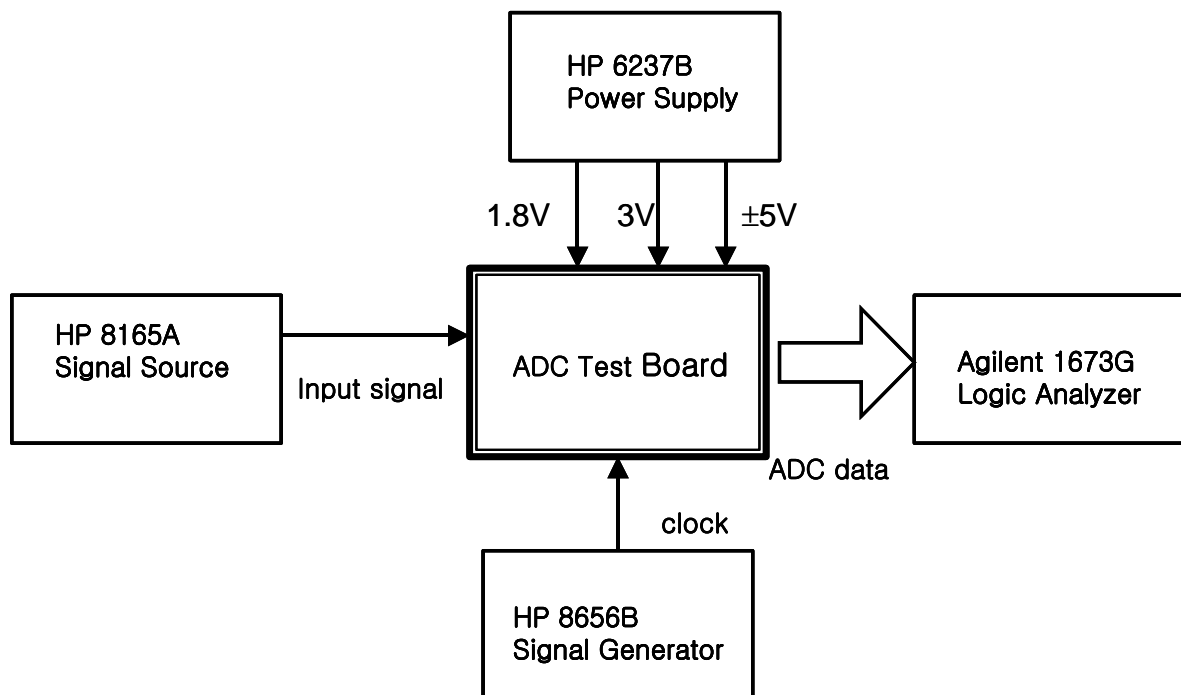 HP 6237B
Power Supply
1.8V
3V
±5V
HP 8165A
Signal Source
Input signal
ADC Test Board
Agilent 1673G
Logic Analyzer
ADC data
clock
HP 8656B
Signal Generator